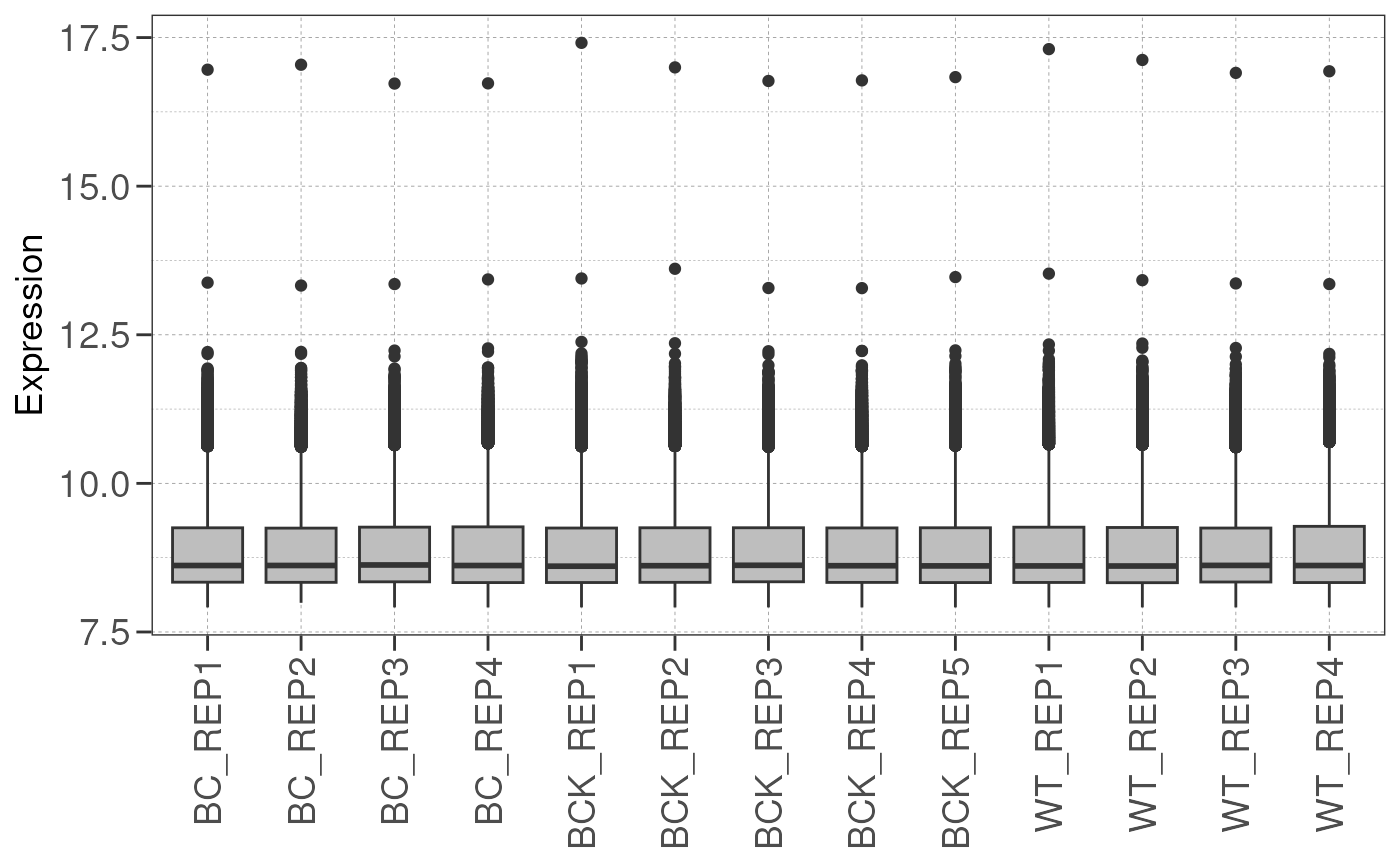 Expression
17.5
15.0
12.5
10.0
7.5
BC_REP1
BC_REP2
BC_REP3
BC_REP4
BCK_REP1
BCK_REP2
BCK_REP3
BCK_REP4
BCK_REP5
WT_REP1
WT_REP2
WT_REP3
WT_REP4